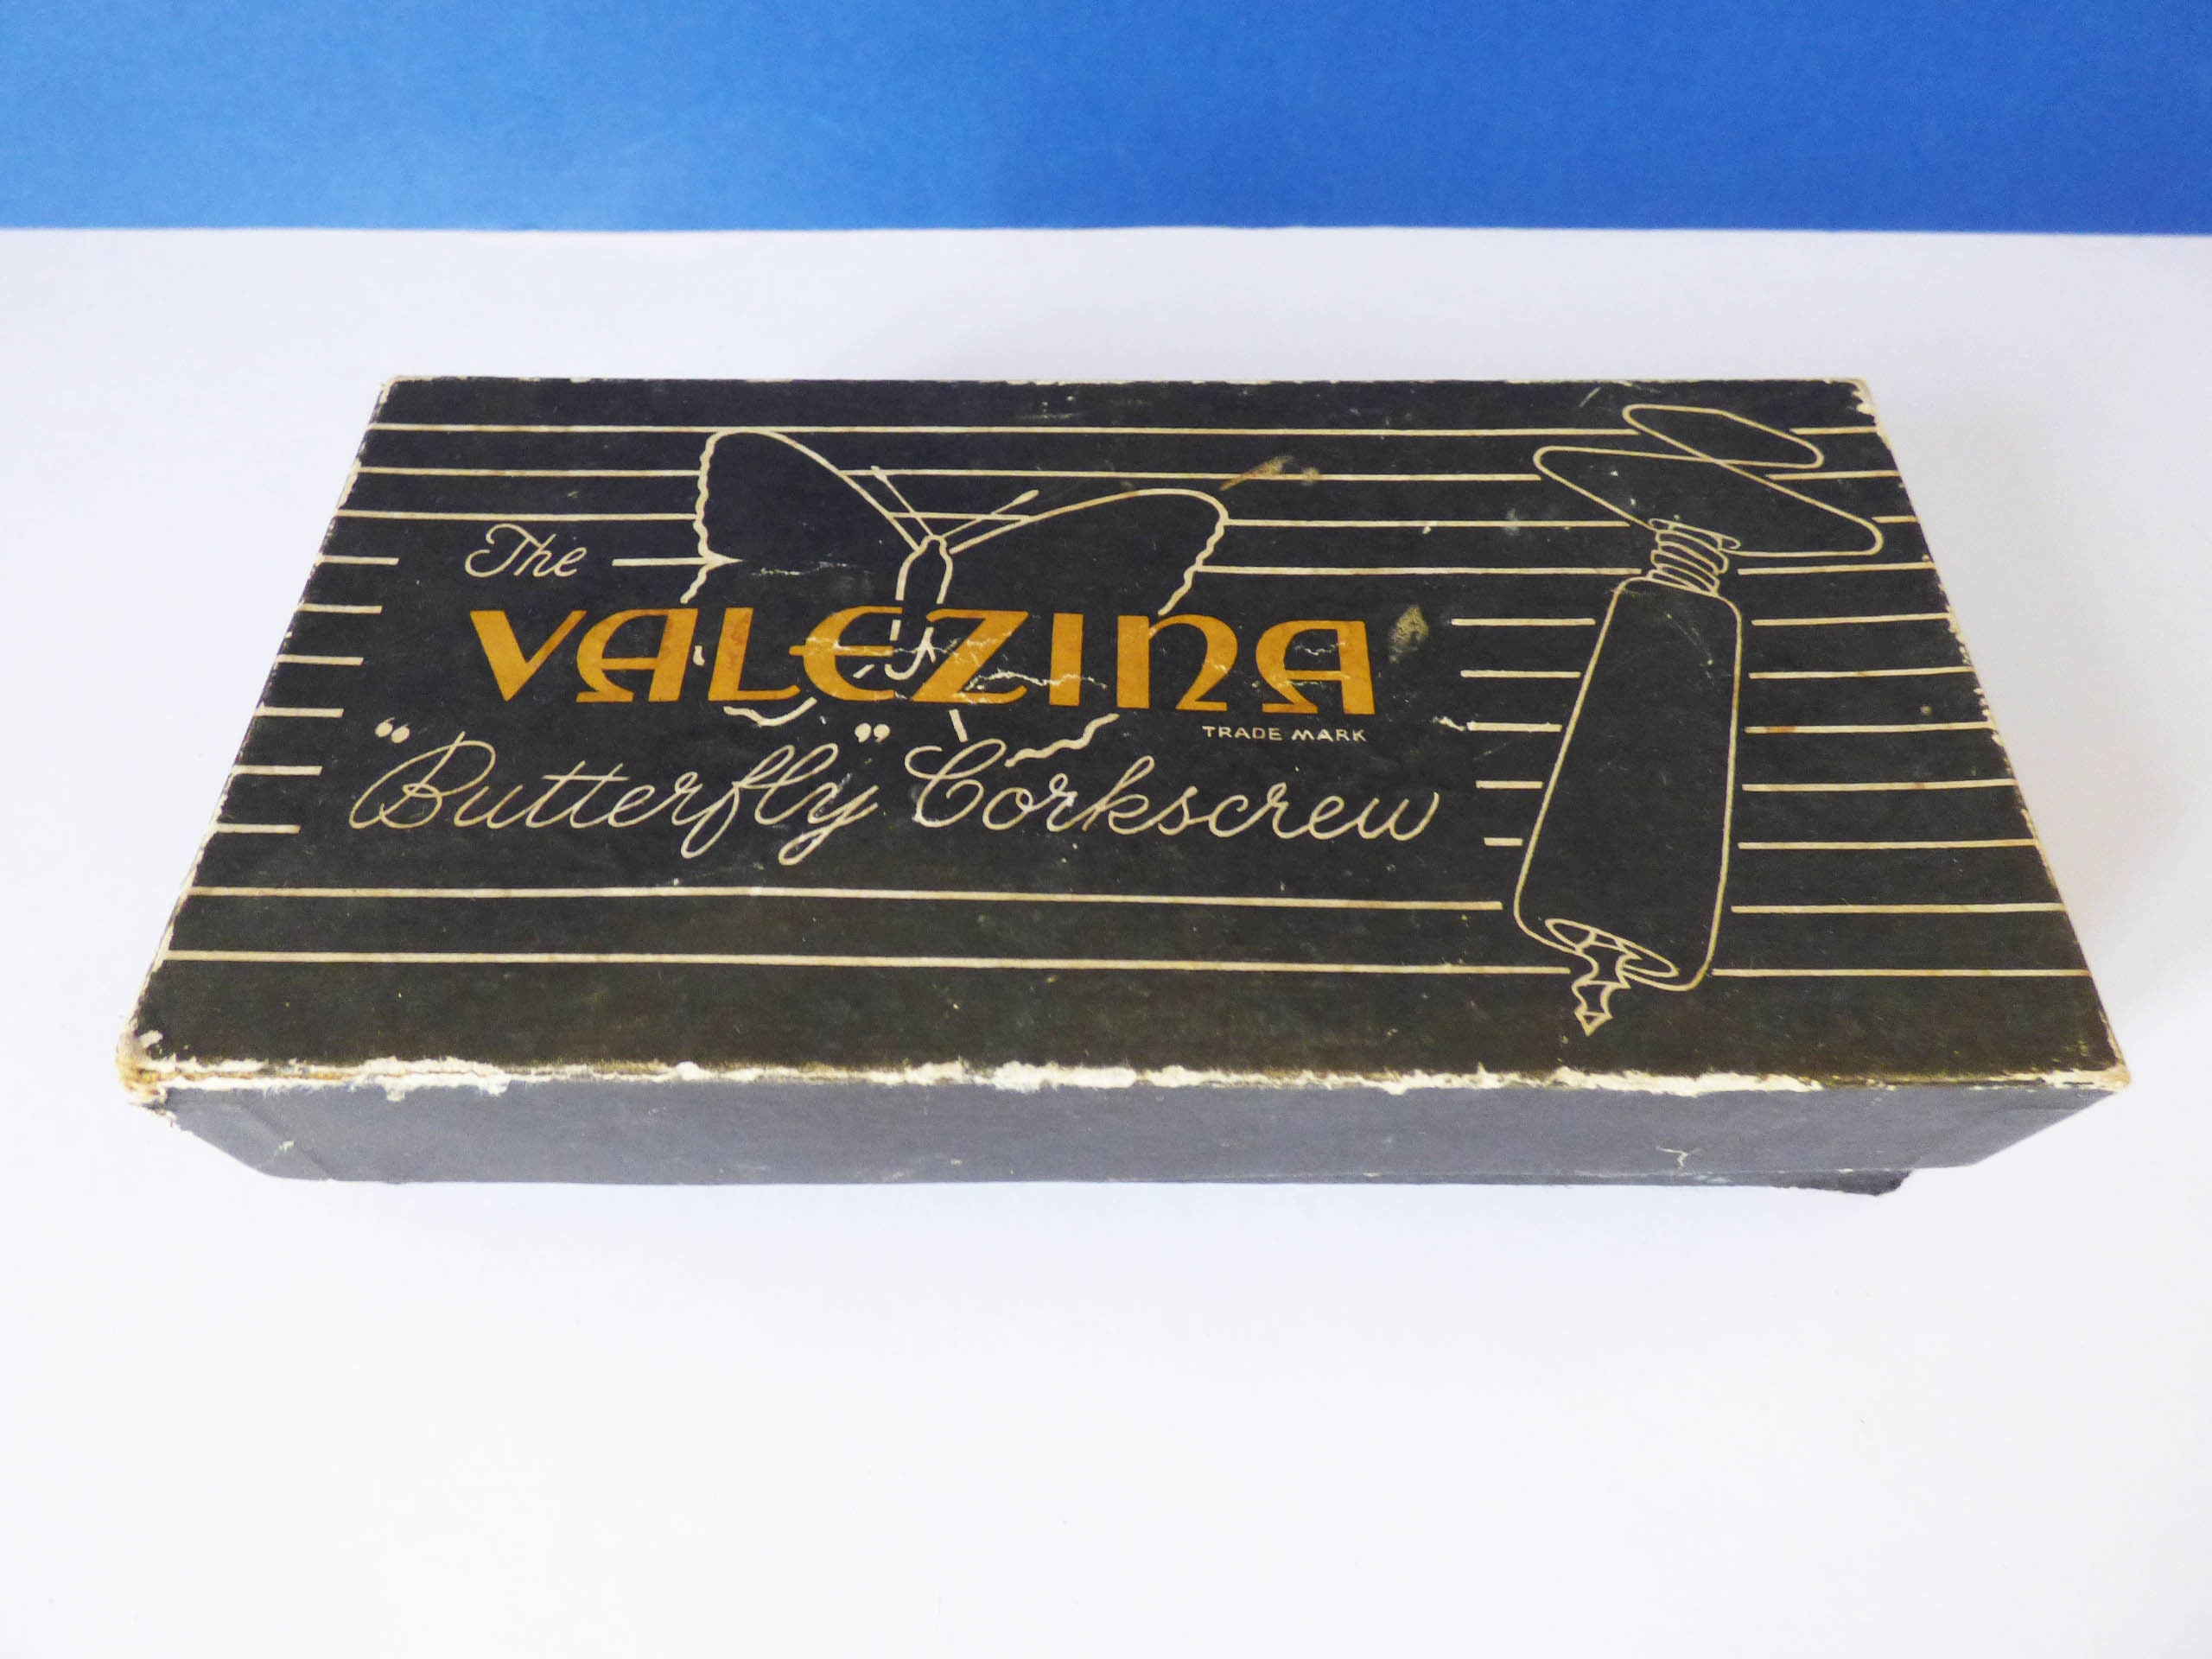 The
VALEZINA
TRADE MARK
“Butterfly” Corkscrew